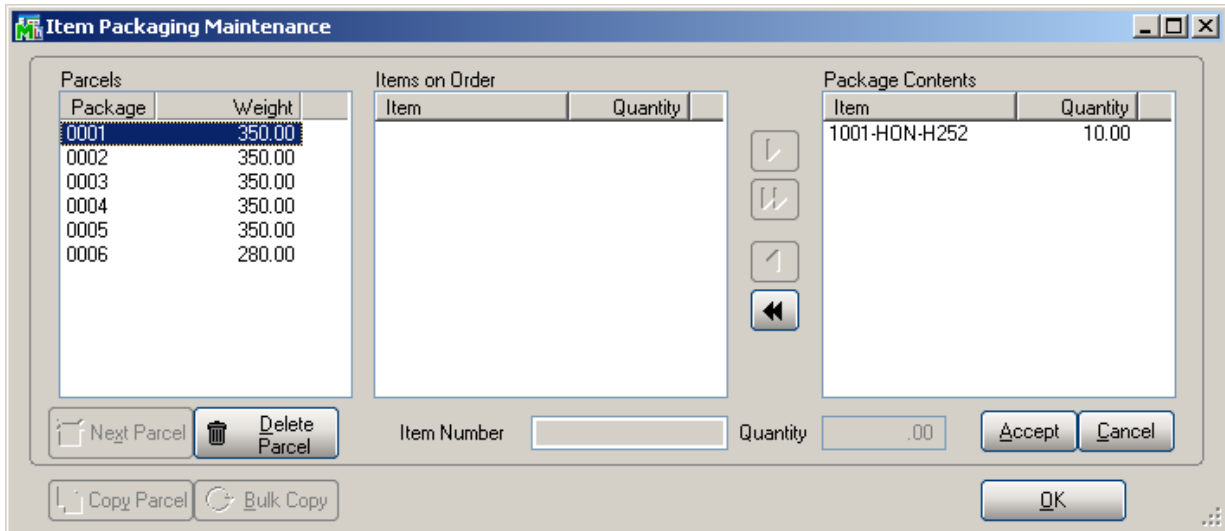 Item Packaging Maintenance
Parcels
Package Weight
0001 350.00
0002 350.00
0003 350.00
0004 350.00
0005 350.00
0006 280.00
Items on Order
Item Quantity
Package Contents
Item Quantity
1001-HON-H252 10.00
Next Parcel
Delete
Parcel
Item Number
Quantity .00
Accept
Cancel
Copy Parcel
Bulk Copy
OK